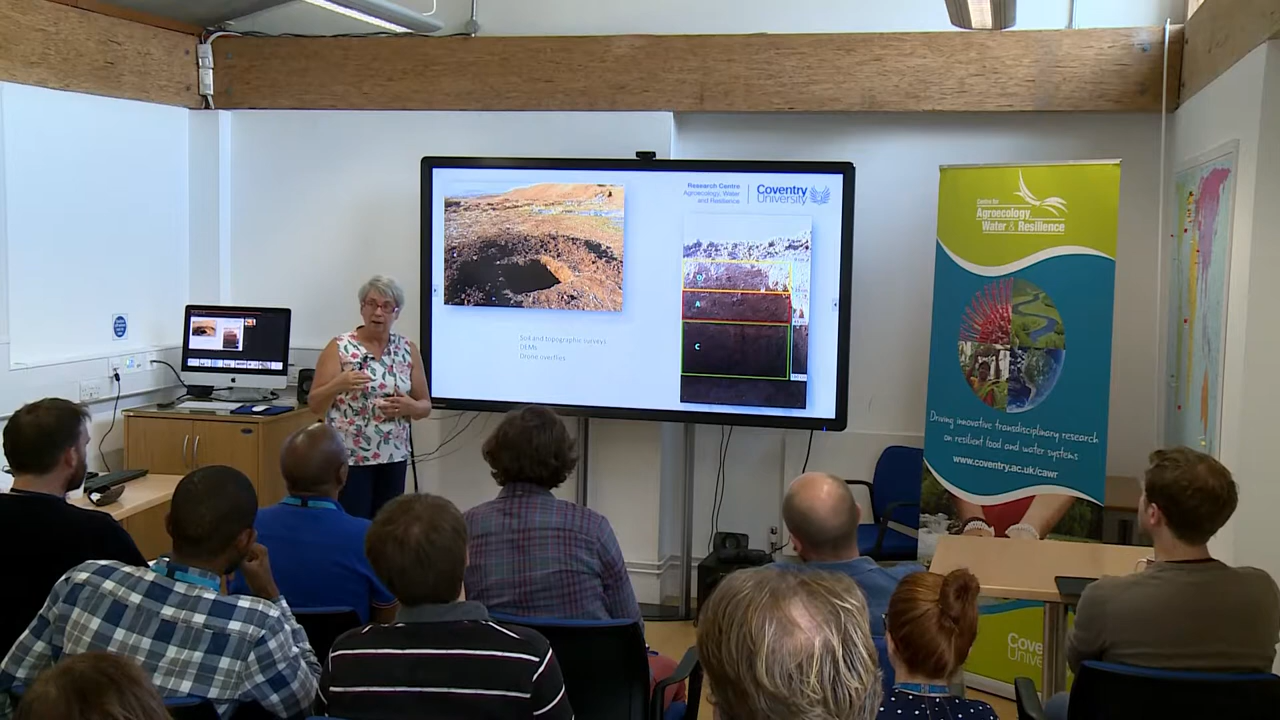 Research Centre
Agroecology, Water
and Resilience
Coventry
University
O
A
C
Soil and topographic surveys
DEMs
Drone overflies
Centre for
Agroecology,
Water & Resilience
Driving innovative transdisciplinary research
on resilient food and water systems
www.coventry.ac.uk/cawr
Cove
Unive